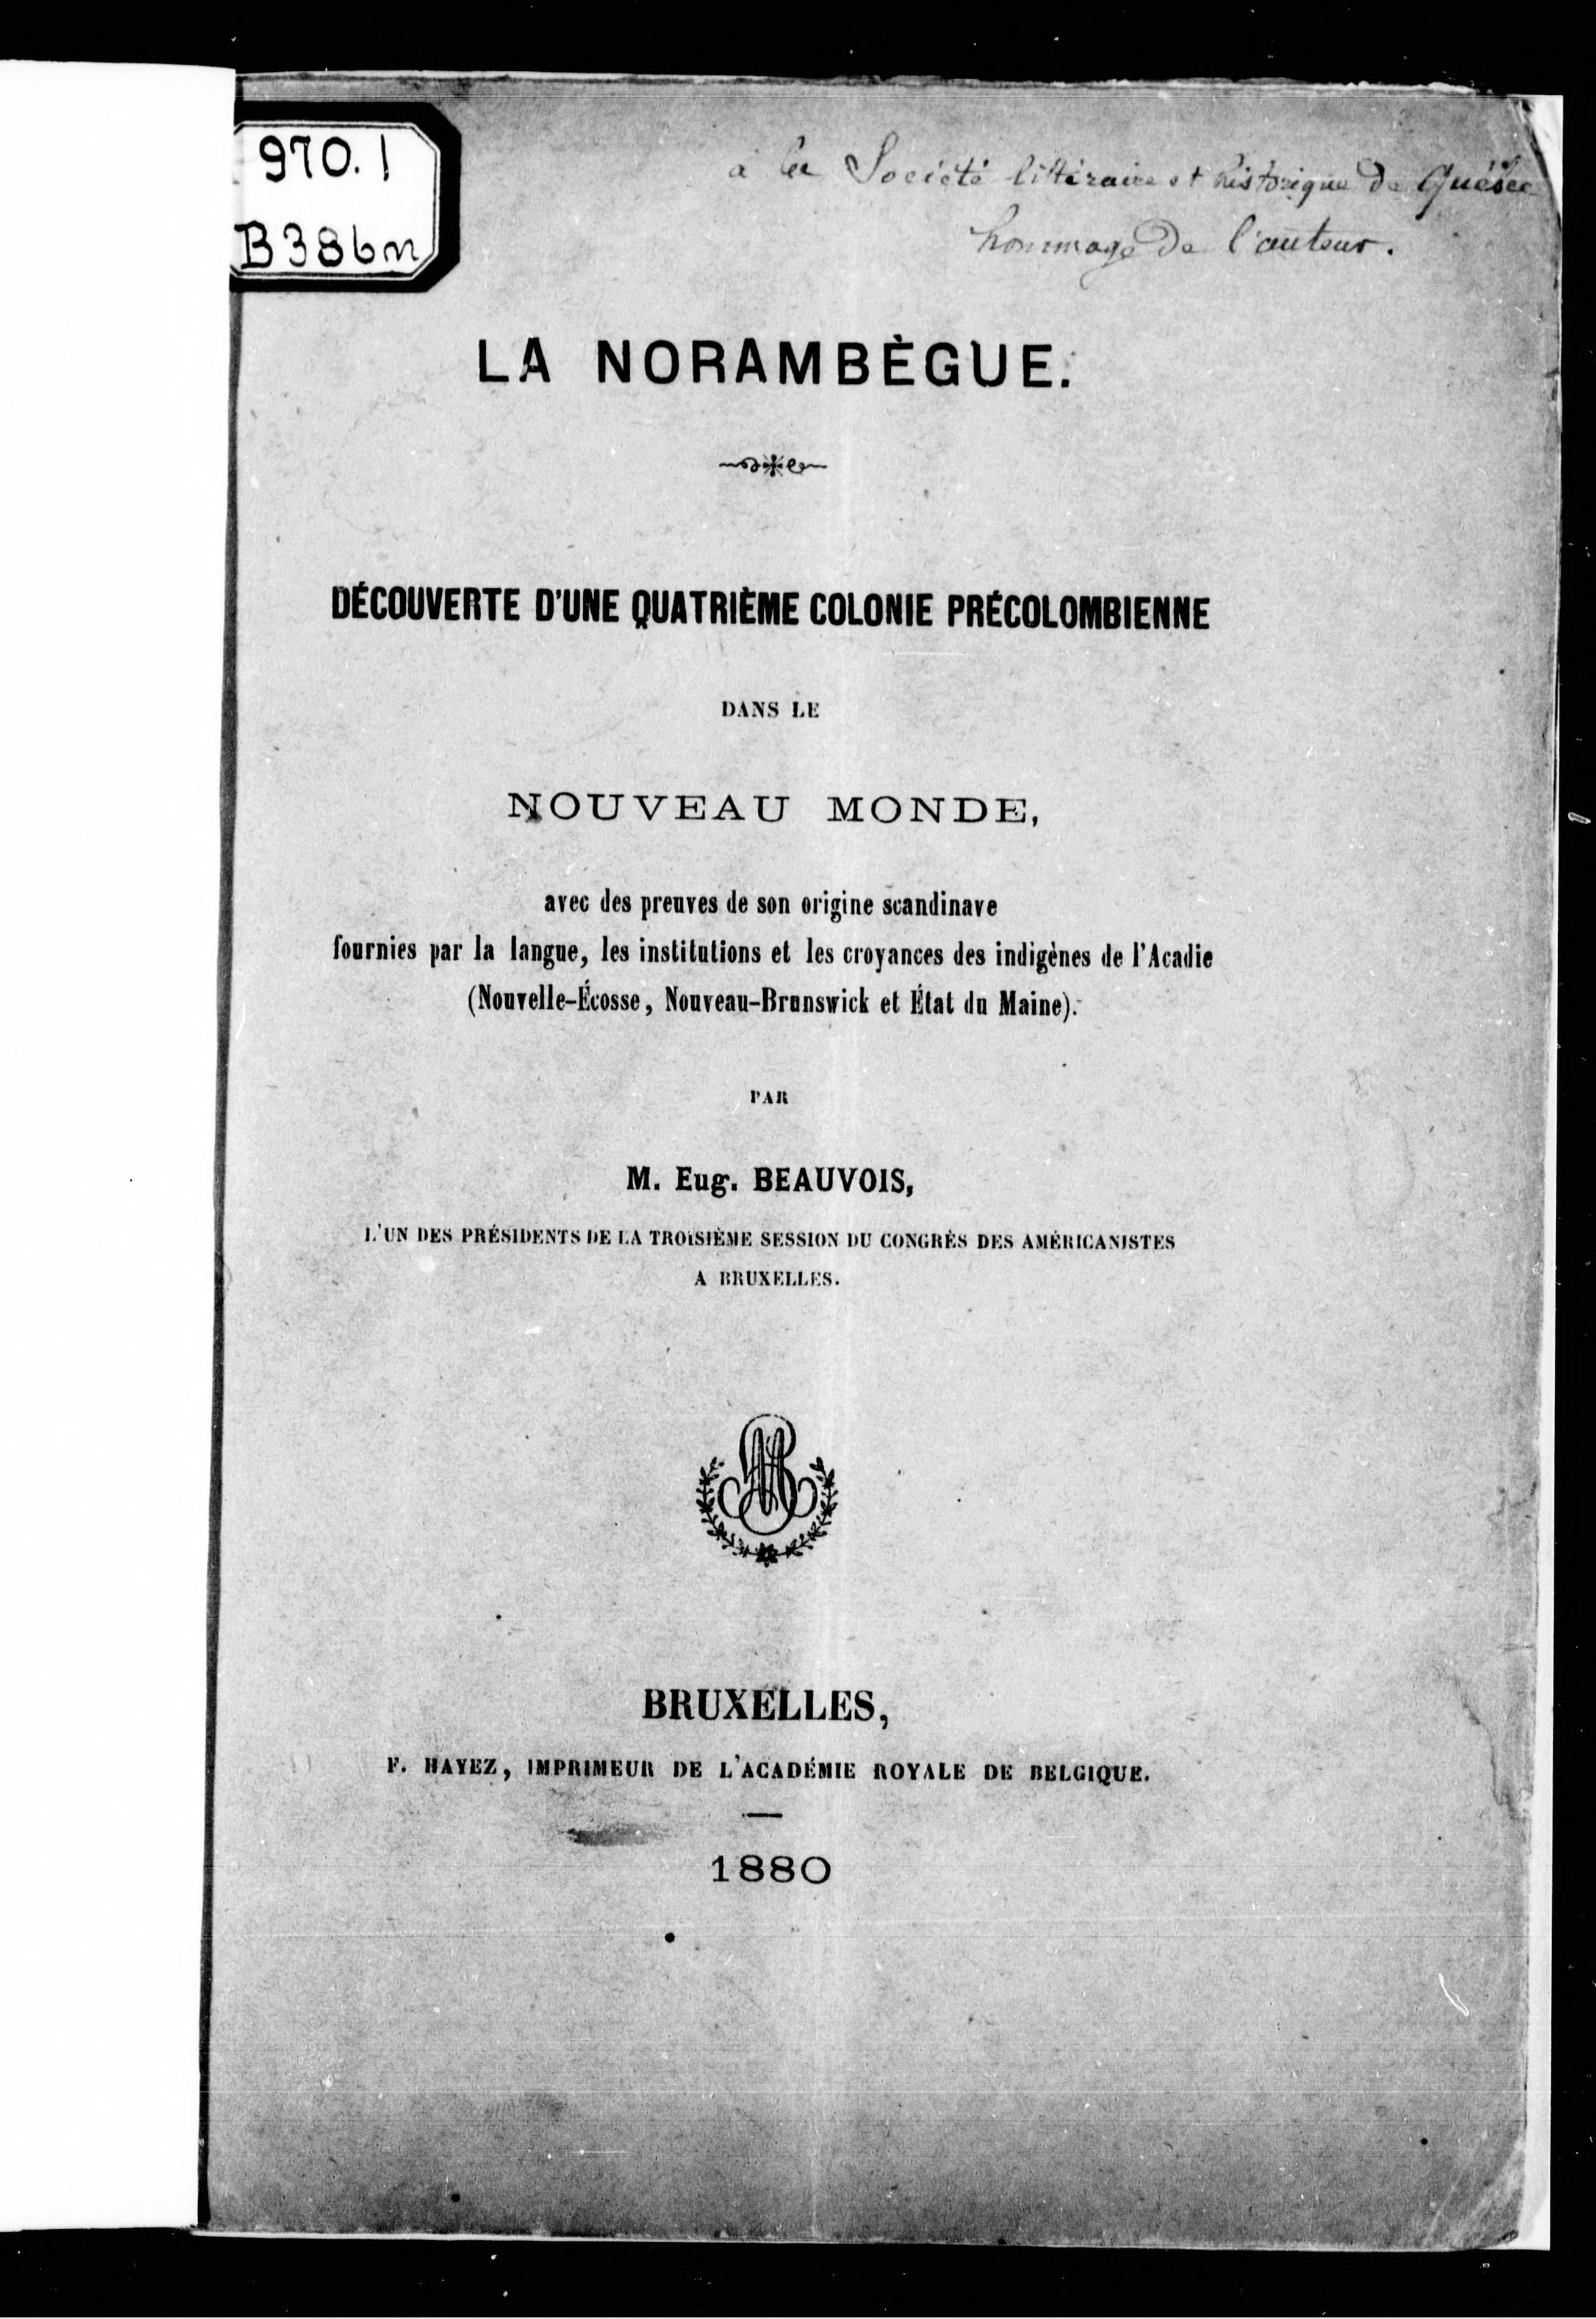 970.1
B386n
à la Société littéraire et historique de Québec
hommage de l'auteur.
LA NORAMBÈGUE.
DÉCOUVERTE D'UNE QUATRIÈME COLONIE PRÉCOLOMBIENNE
DANS LE
NOUVEAU MONDE,
avec des preuves de son origine scandinave
fournies par la langue, les institutions et les croyances des indigènes de l'Acadie
(Nouvelle-Écosse, Nouveau-Brunswick et État du Maine).
PAR
M. Eug. BEAUVOIS,
L'UN DES PRÉSIDENTS DE LA TROISIÈME SESSION DU CONGRÈS DES AMÉRICANISTES
A BRUXELLES.
BRUXELLES,
F. HAYEZ, IMPRIMEUR DE L'ACADÉMIE ROYALE DE BELGIQUE.
1880